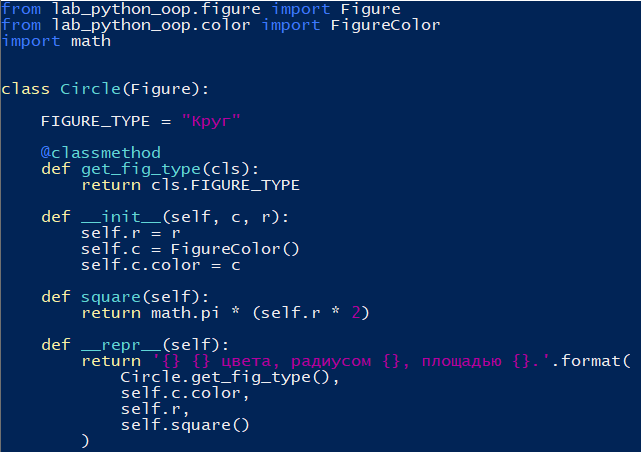 from lab_python_oop.figure import Figure
from lab_python_oop.color import FigureColor
import math
class Circle(Figure):
FIGURE_TYPE = "Круг"
@classmethod
def get_fig_type(cls):
return cls.FIGURE_TYPE
def __init__(self, c, r):
self.r = r
self.c = FigureColor()
self.c.color = c
def square(self):
return math.pi * (self.r * 2)
def __repr__(self):
return '{} {} цвета, радиусом {}, площадью {}.'.format(
Circle.get_fig_type(),
self.c.color,
self.r,
self.square()
)